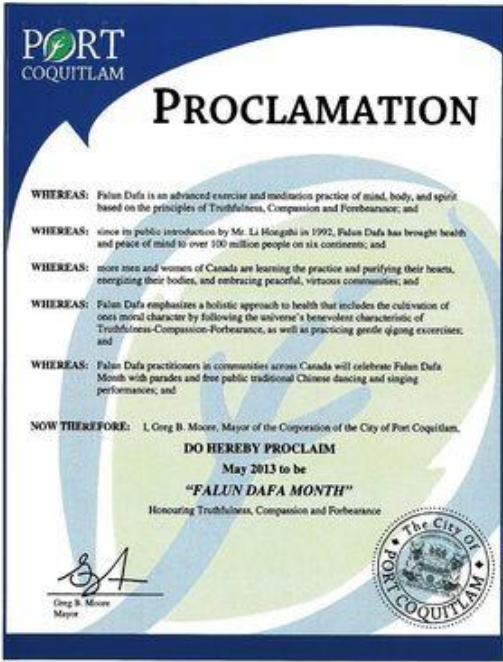 CITY OF
PORT
COQUITLAM
PROCLAMATION
WHEREAS: Falun Dafa is an advanced exercise and meditation practice of mind, body, and spirit
based on the principles of Truthfulness, Compassion and Forebearance; and
WHEREAS: since its public introduction by Mr. Li Hongzhi in 1992, Falun Dafa has brought health
and peace of mind to over 100 million people on six continents; and
WHEREAS: more men and women of Canada are learning the practice and purifying their hearts,
energizing their bodies, and embracing peaceful, virtuous communities; and
WHEREAS: Falun Dafa emphasizes a holistic approach to health that includes the cultivation of
ones moral character by following the universe's benevolent characteristic of
Truthfulness-Compassion-Forbearance, as well as practicing gentle qigong excercises;
and
WHEREAS: Falun Dafa practitioners in communities across Canada will celebrate Falun Dafa
Month with parades and free public traditional Chinese dancing and singing
performances; and
NOW THEREFORE: I, Greg B. Moore, Mayor of the Corporation of the City of Port Coquitlam,
DO HEREBY PROCLAIM
May 2013 to be
"FALUN DAFA MONTH"
Honouring Truthfulness, Compassion and Forbearance
Greg B. Moore
Mayor
The City Of
PORT COQUITLAM